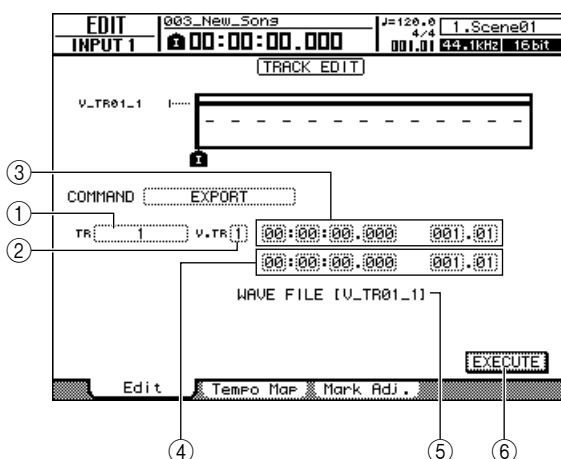 EDIT
INPUT 1
003_New_Song
00:00:00.000
J=120.0
4/4
001.01
1.Scene01
44.1kHz 16bit
TRACK EDIT
V_TR01_1 I
I
③
COMMAND EXPORT
①
TR 1 V.TR 1 00:00:00.000 001.01
②
00:00:00.000 001.01
WAVE FILE [V_TR01_1]
EXECUTE
Edit Tempo Map Mark Adj.
④ ⑤ ⑥